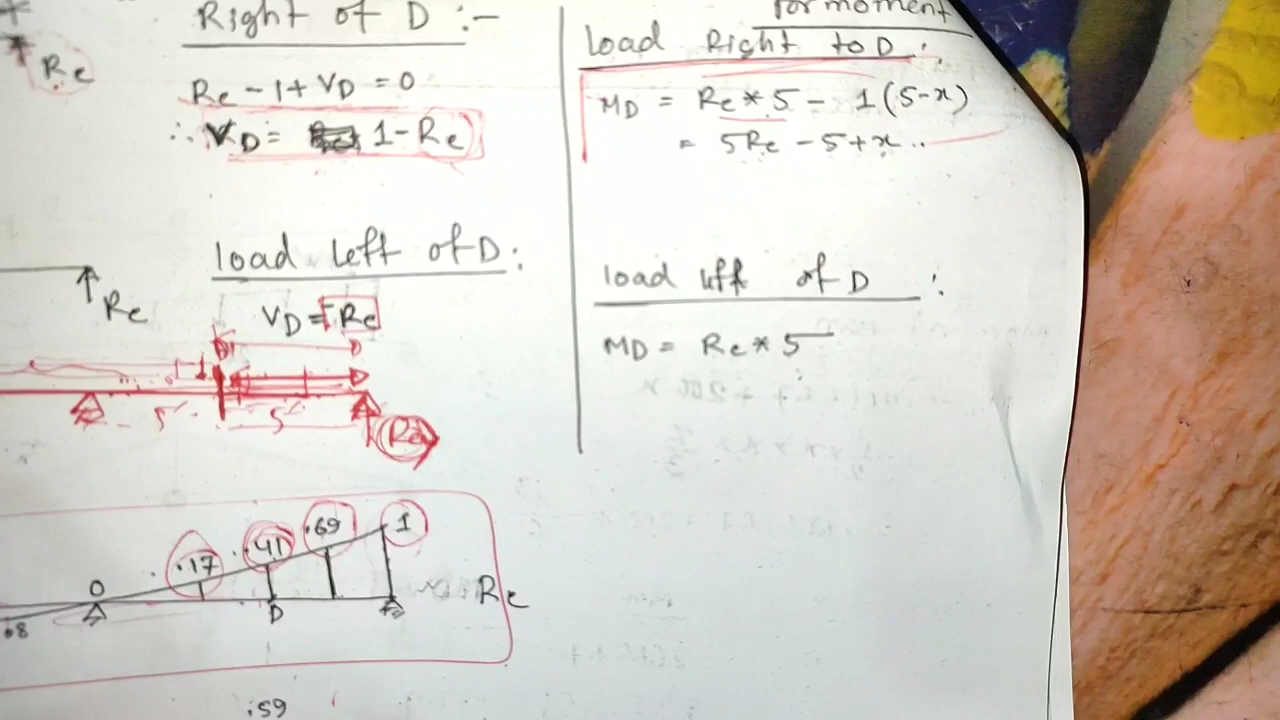 Right of D :-
Re
Re - 1 + VD = 0
∴ VD = 1 - Re
load left of D :
Re
VD = -Re
5
5
Re
.17
.41
.69
1
0
D
Re
.08
.59
for moment
load Right to D :
MD = Re * 5 - 1(5-x)
= 5Re - 5 + x ..
load left of D :
MD = Re * 5